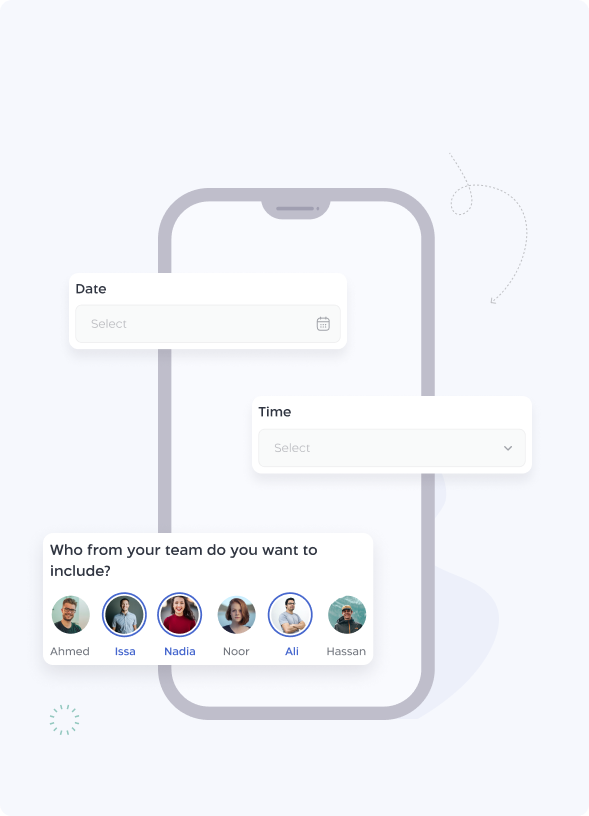 Date
Select
Time
Select
Who from your team do you want to
include?
Ahmed Issa Nadia Noor Ali Hassan